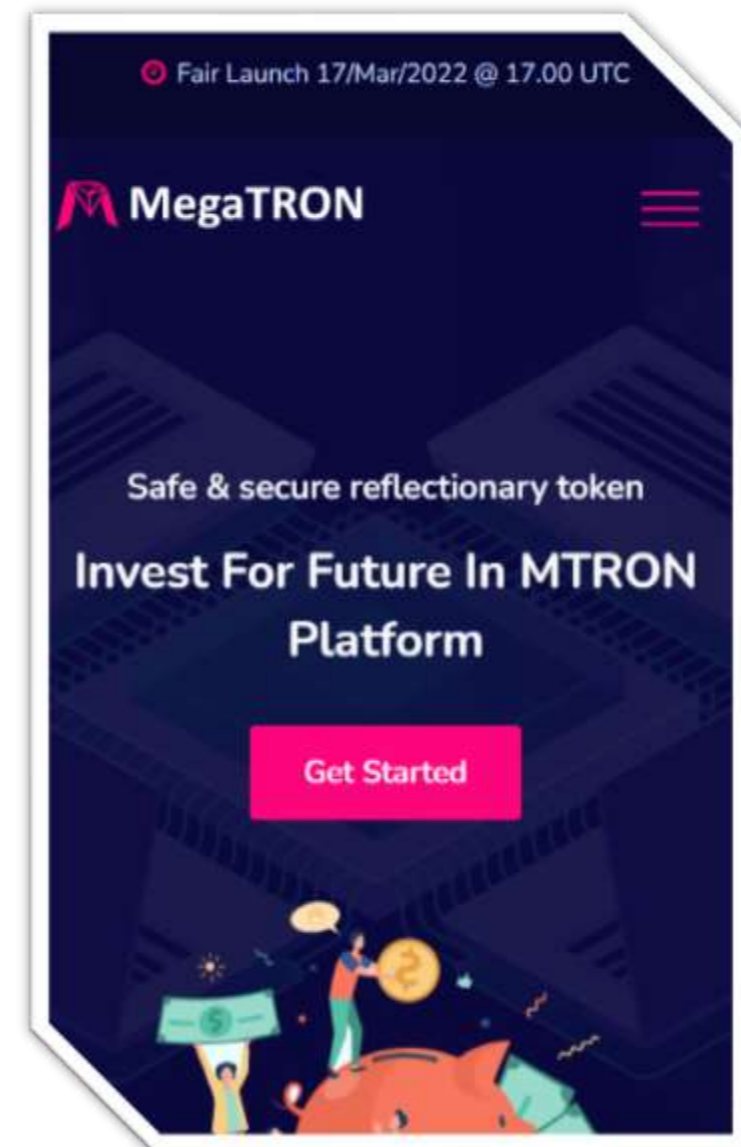 Fair Launch 17/Mar/2022 @ 17.00 UTC
MegaTRON
Safe & secure reflectionary token
Invest For Future In MTRON
Platform
Get Started